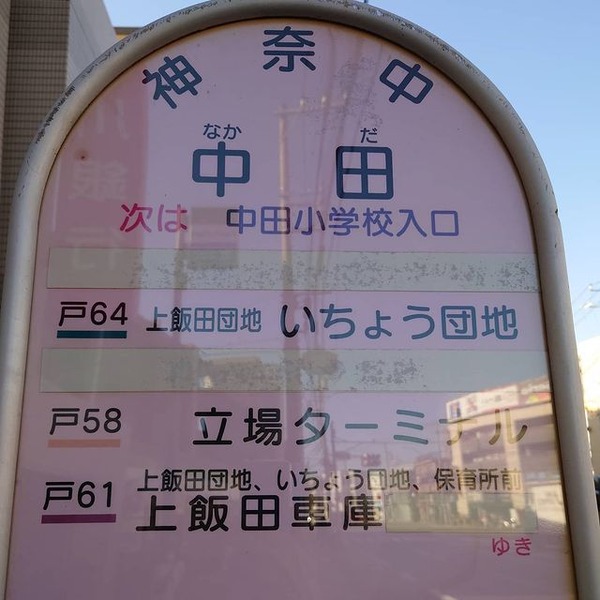 神奈中
なか だ
中田
次は 中田小学校入口
戸64 上飯田団地 いちょう団地
戸58 立場ターミナル
戸61 上飯田団地、いちょう団地、保育所前
上飯田車庫
ゆき